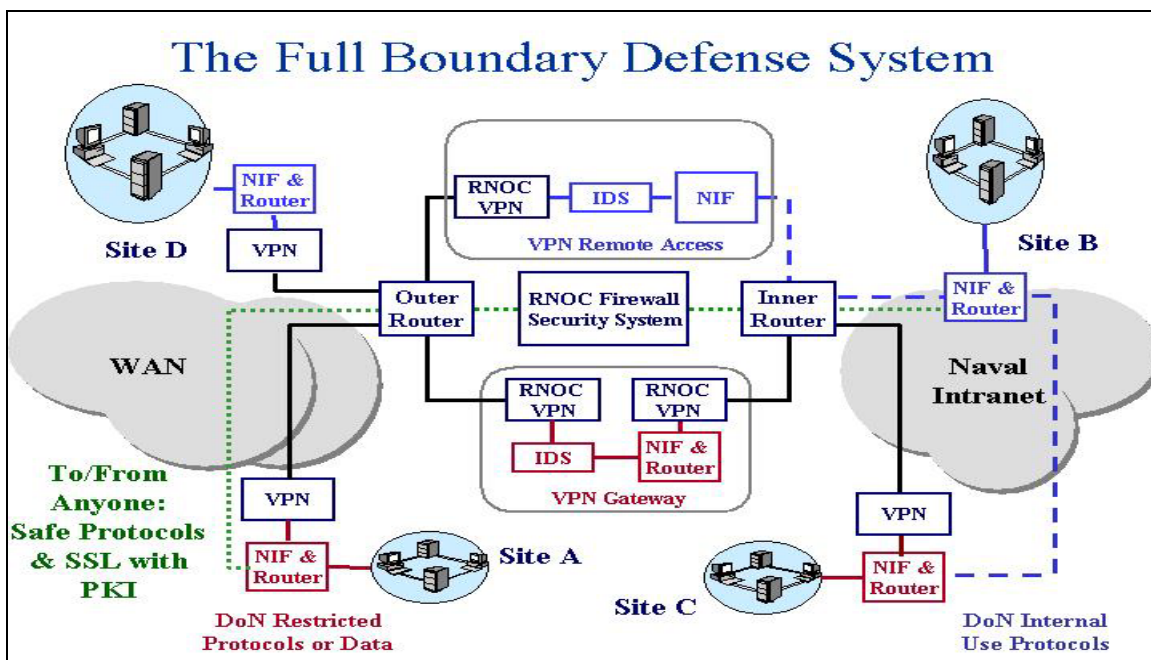 The Full Boundary Defense System
NIF &
Router
Site D
VPN
RNOC
VPN
IDS
NIF
VPN Remote Access
Site B
NIF &
Router
Outer
Router
RNOC Firewall
Security System
Inner
Router
WAN
Naval
Intranet
RNOC
VPN
RNOC
VPN
IDS
NIF &
Router
VPN Gateway
To/From
Anyone:
Safe Protocols
& SSL with
PKI
VPN
NIF &
Router
Site A
DoN Restricted
Protocols or Data
VPN
NIF &
Router
Site C
DoN Internal
Use Protocols